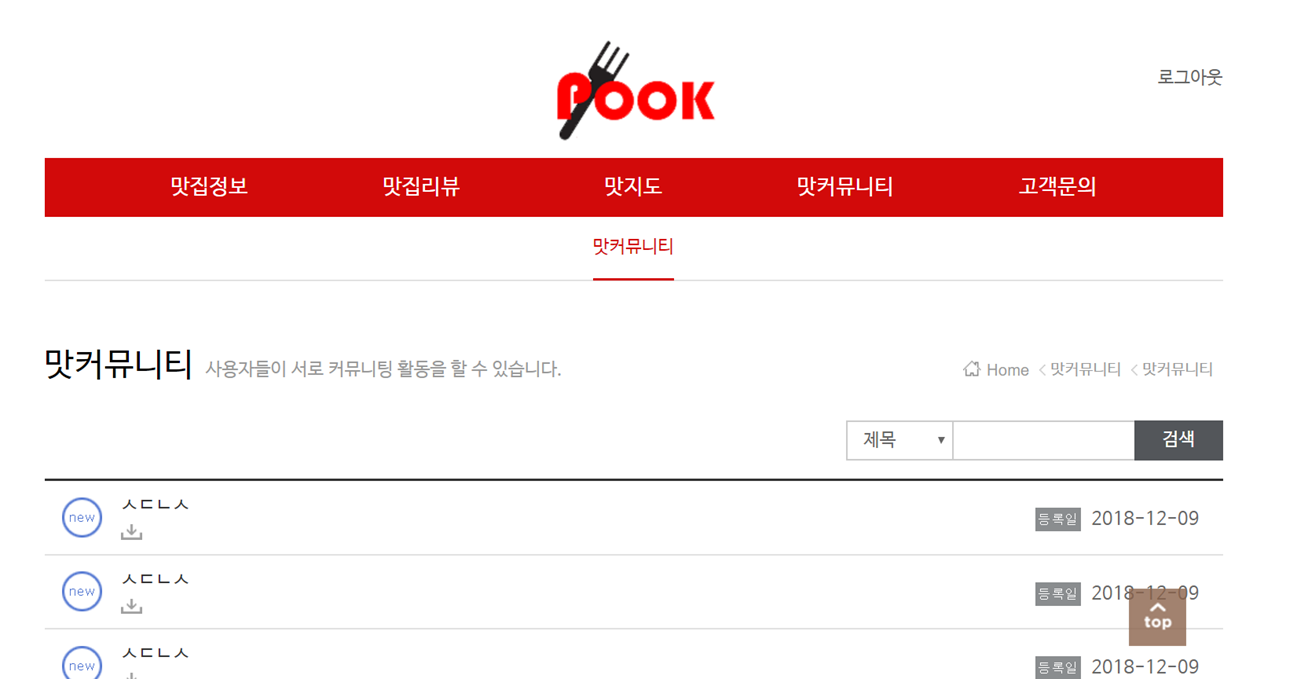 POOK
로그아웃
맛집정보 맛집리뷰 맛지도 맛커뮤니티 고객문의
맛커뮤니티
맛커뮤니티 사용자들이 서로 커뮤니팅 활동을 할 수 있습니다. Home < 맛커뮤니티 < 맛커뮤니티
제목 ▼ 검색
new ㅅㄷㄴㅅ 등록일 2018-12-09
new ㅅㄷㄴㅅ 등록일 2018-12-09
top
new ㅅㄷㄴㅅ 등록일 2018-12-09